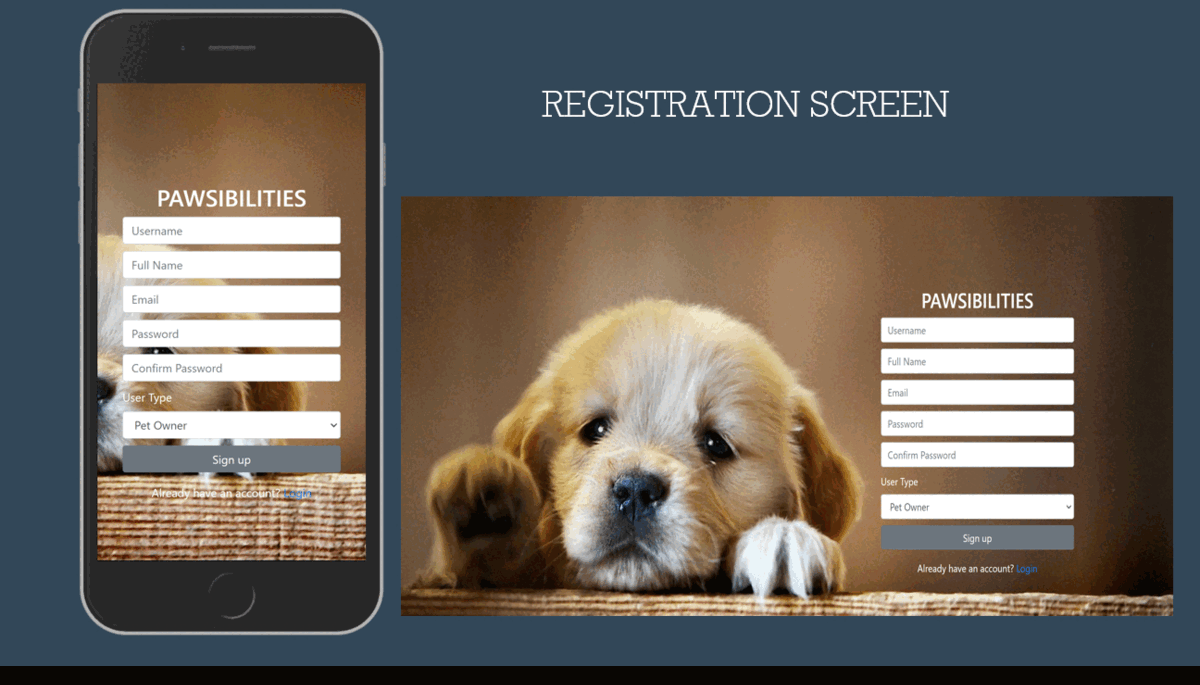 REGISTRATION SCREEN
PAWSIBILITIES
Username
Full Name
Email
Password
Confirm Password
User Type
Pet Owner
Sign up
Already have an account? Login
PAWSIBILITIES
Username
Full Name
Email
Password
Confirm Password
User Type
Pet Owner
Sign up
Already have an account? Login